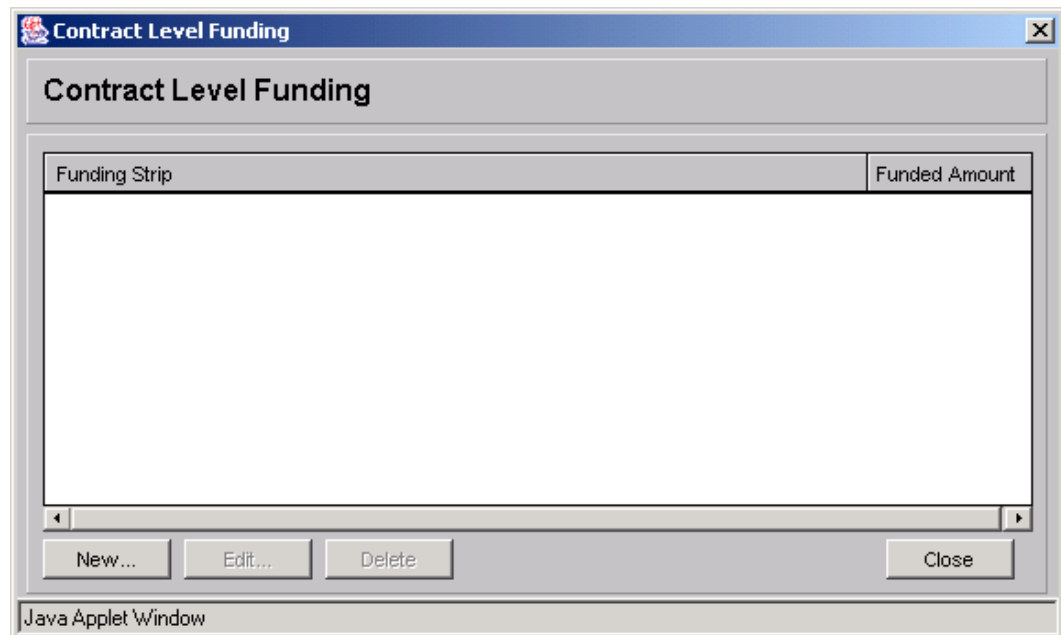 Contract Level Funding
Contract Level Funding
Funding Strip Funded Amount
New... Edit... Delete Close
Java Applet Window